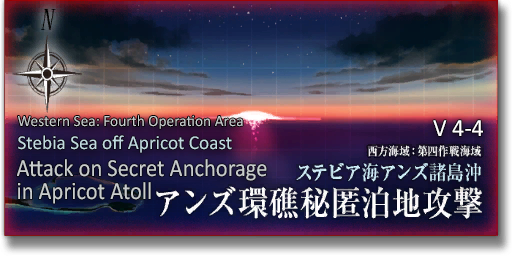 N
Western Sea: Fourth Operation Area
Stebia Sea off Apricot Coast
Attack on Secret Anchorage
in Apricot Atoll
V 4-4
西方海域：第四作戦海域
ステビア海アンズ諸島沖
アンズ環礁秘匿泊地攻撃